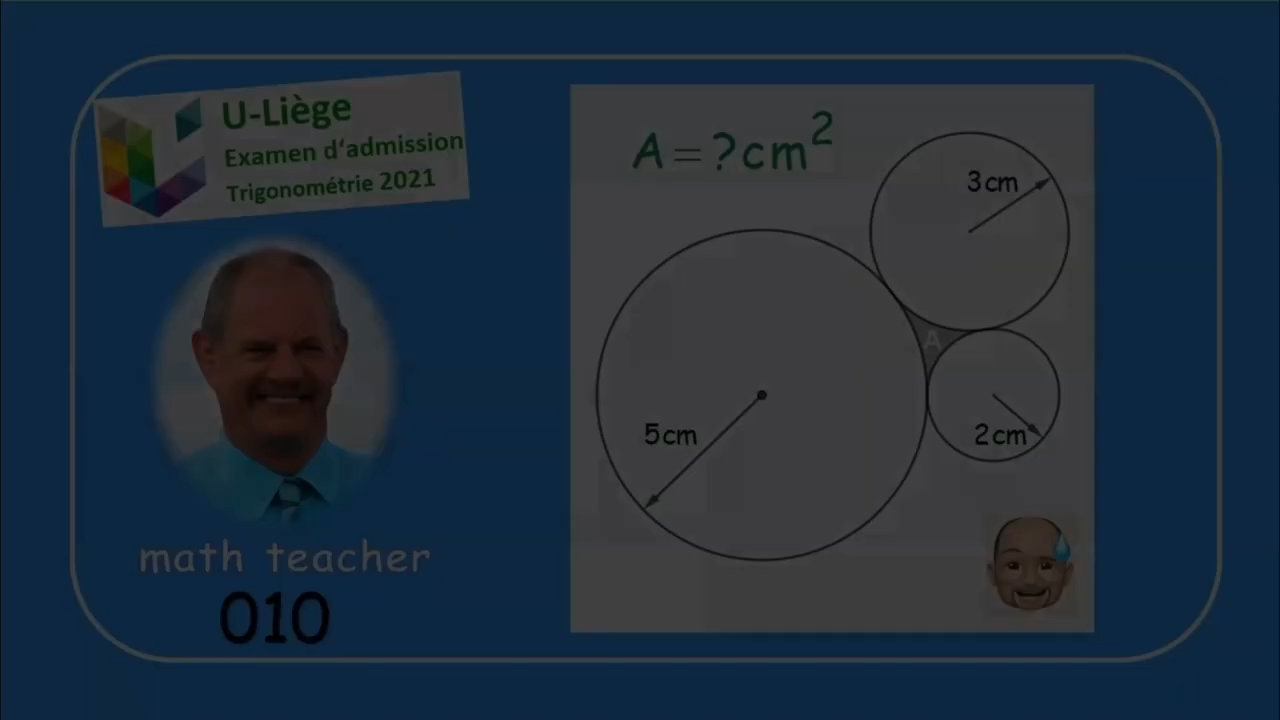 U-Liège
Examen d'admission
Trigonométrie 2021
math teacher
010
A = ? cm²
3cm
A
5cm
2cm